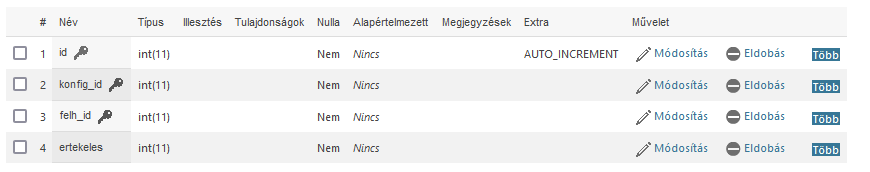 # Név Típus Illesztés Tulajdonságok Nulla Alapértelmezett Megjegyzések Extra Művelet
1 id int(11) Nem Nincs AUTO_INCREMENT Módosítás Eldobás Több
2 konfig_id int(11) Nem Nincs Módosítás Eldobás Több
3 felh_id int(11) Nem Nincs Módosítás Eldobás Több
4 ertekeles int(11) Nem Nincs Módosítás Eldobás Több